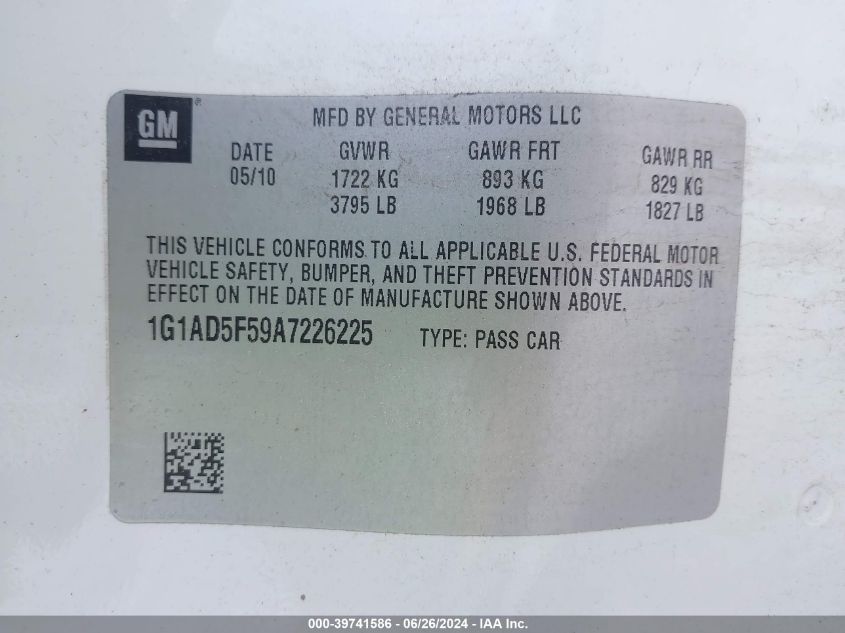 GM®
MFD BY GENERAL MOTORS LLC
DATE GVWR GAWR FRT GAWR RR
05/10 1722 KG 893 KG 829 KG
3795 LB 1968 LB 1827 LB
THIS VEHICLE CONFORMS TO ALL APPLICABLE U.S. FEDERAL MOTOR
VEHICLE SAFETY, BUMPER, AND THEFT PREVENTION STANDARDS IN
EFFECT ON THE DATE OF MANUFACTURE SHOWN ABOVE.
1G1AD5F59A7226225 TYPE: PASS CAR
000-39741586 - 06/26/2024 - IAA Inc.